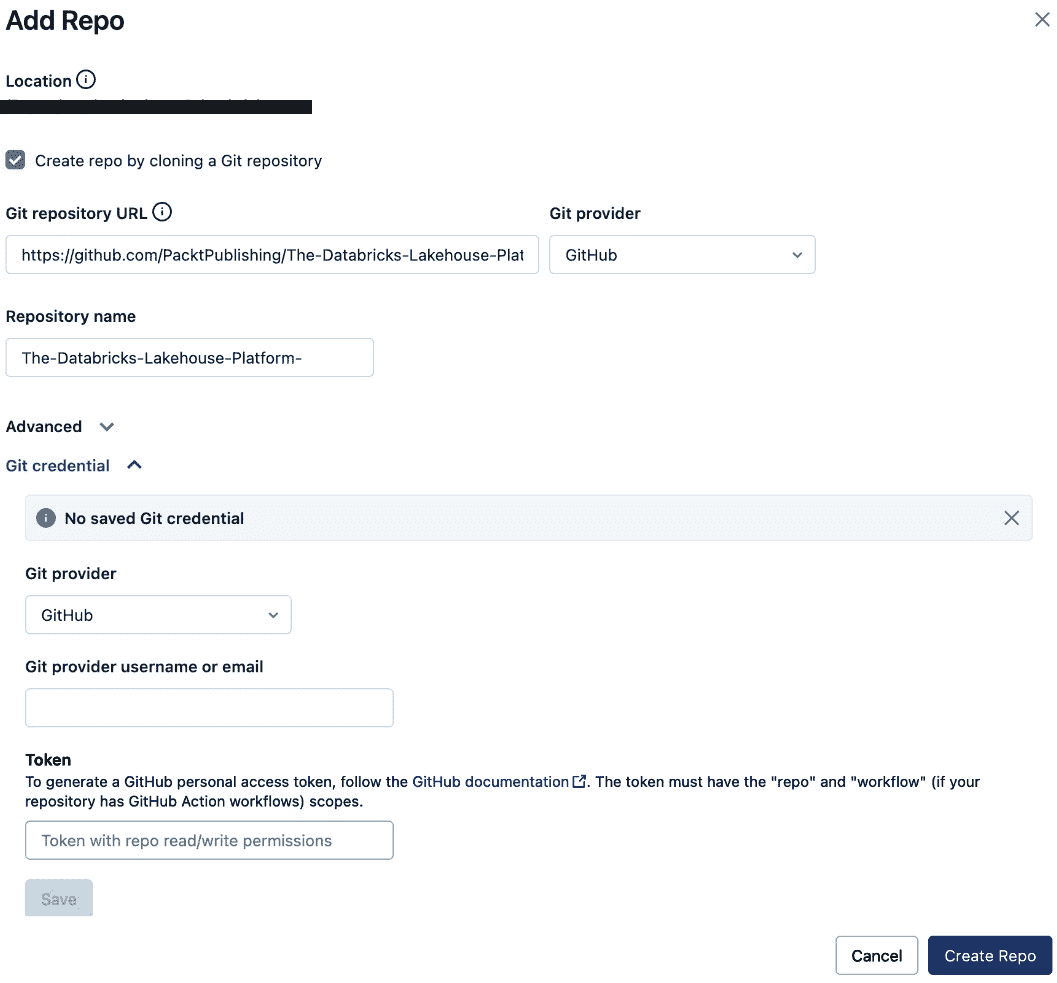 Add Repo
Location
Create repo by cloning a Git repository
Git repository URL
Git provider
https://github.com/PacktPublishing/The-Databricks-Lakehouse-Plat
GitHub
Repository name
The-Databricks-Lakehouse-Platform-
Advanced
Git credential
No saved Git credential
Git provider
GitHub
Git provider username or email
Token
To generate a GitHub personal access token, follow the GitHub documentation. The token must have the "repo" and "workflow" (if your
repository has GitHub Action workflows) scopes.
Token with repo read/write permissions
Save
Cancel
Create Repo